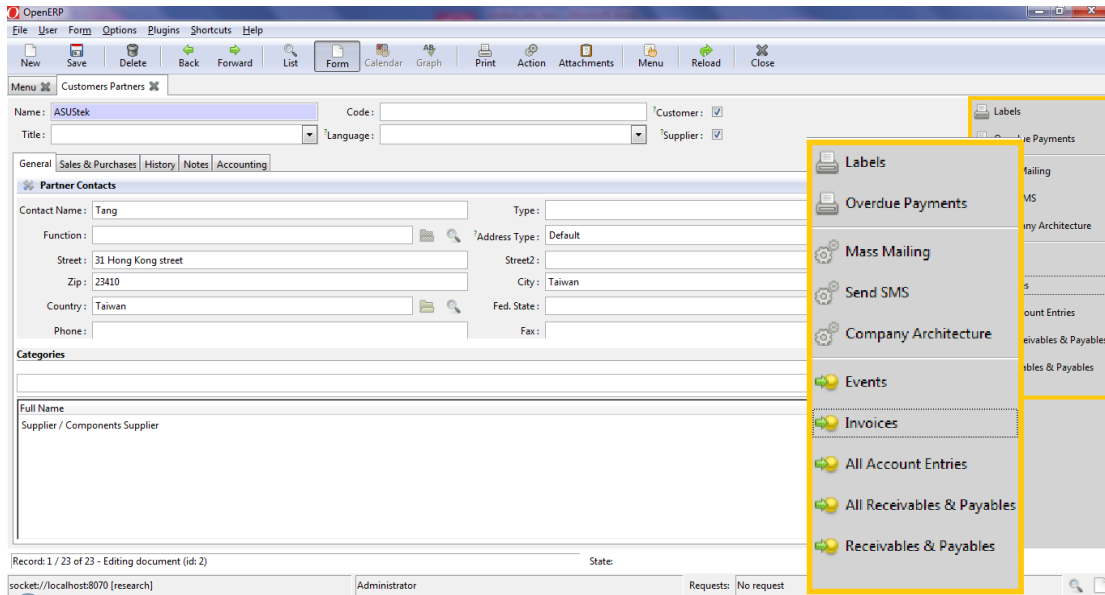 OpenERP
File User Form Options Plugins Shortcuts Help
New Save Delete Back Forward List Form Calendar Graph Print Action Attachments Menu Reload Close
Menu Customers Partners
Name: ASUStek Code: ?Customer:
Title: ?Language: ?Supplier:
General Sales & Purchases History Notes Accounting
Partner Contacts
Contact Name: Tang Type:
Function: ?Address Type: Default
Street: 31 Hong Kong street Street2:
Zip: 23410 City: Taiwan
Country: Taiwan Fed. State:
Phone: Fax:
Categories
Full Name
Supplier / Components Supplier
Record: 1 / 23 of 23 - Editing document (id: 2) State:
socket://localhost:8070 [research] Administrator Requests: No request
Labels
Payments
Mailing
Architecture
Entries
Receivables & Payables
Receivables & Payables
Labels
Overdue Payments
Mass Mailing
Send SMS
Company Architecture
Events
Invoices
All Account Entries
All Receivables & Payables
Receivables & Payables